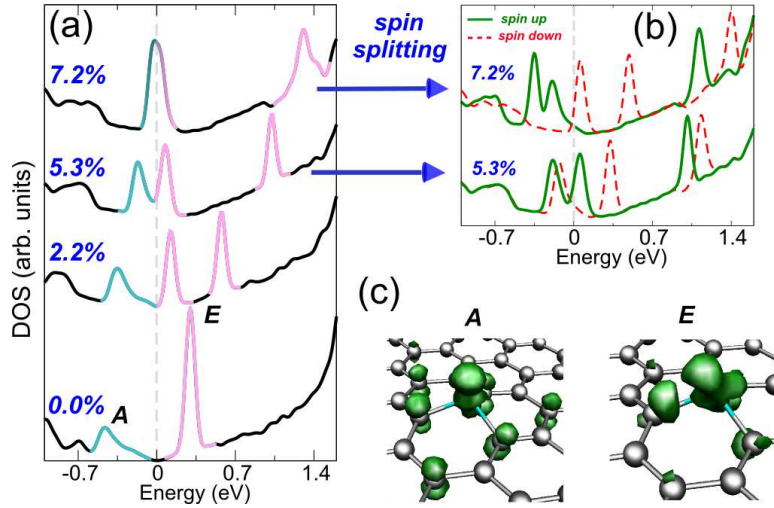 (a)
7.2%
5.3%
2.2%
E
0.0%
A
DOS (arb. units)
-0.7 0 0.7 1.4
Energy (eV)
spin
splitting
spin up
spin down
(b)
7.2%
5.3%
-0.7 0 0.7 1.4
Energy (eV)
(c)
A
E